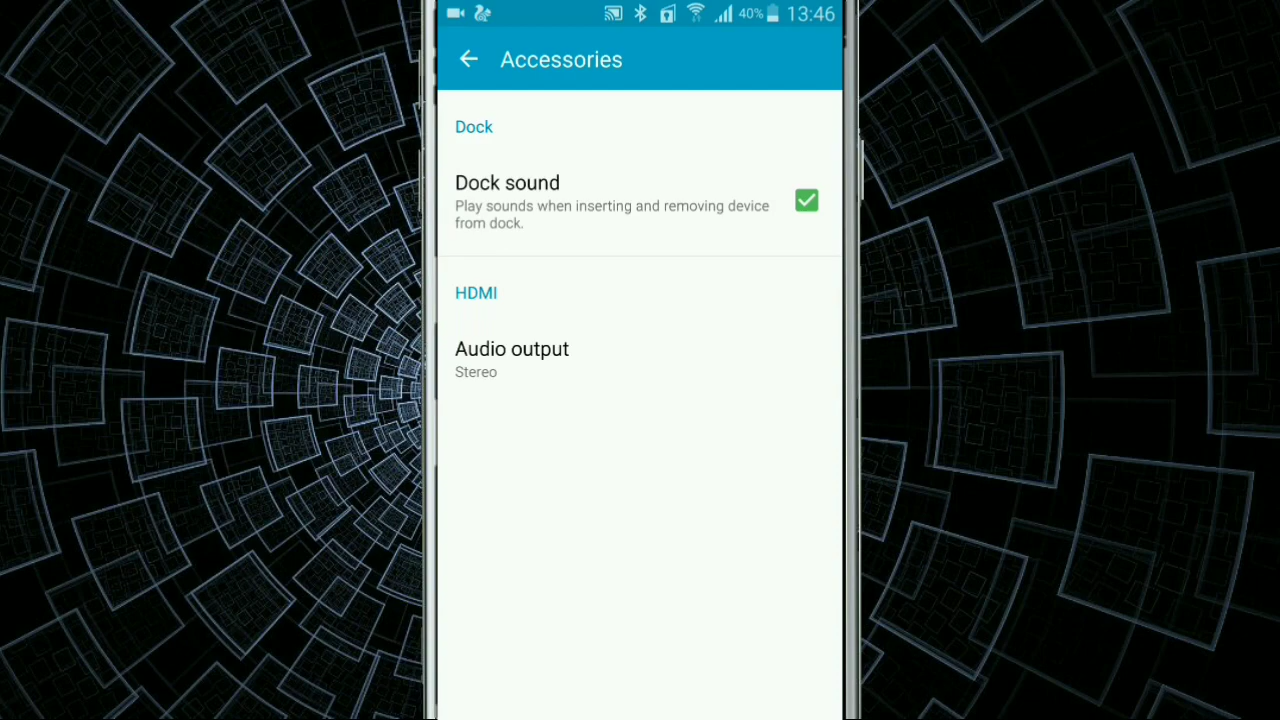 40% 13:46
Accessories
Dock
Dock sound
Play sounds when inserting and removing device
from dock.
HDMI
Audio output
Stereo